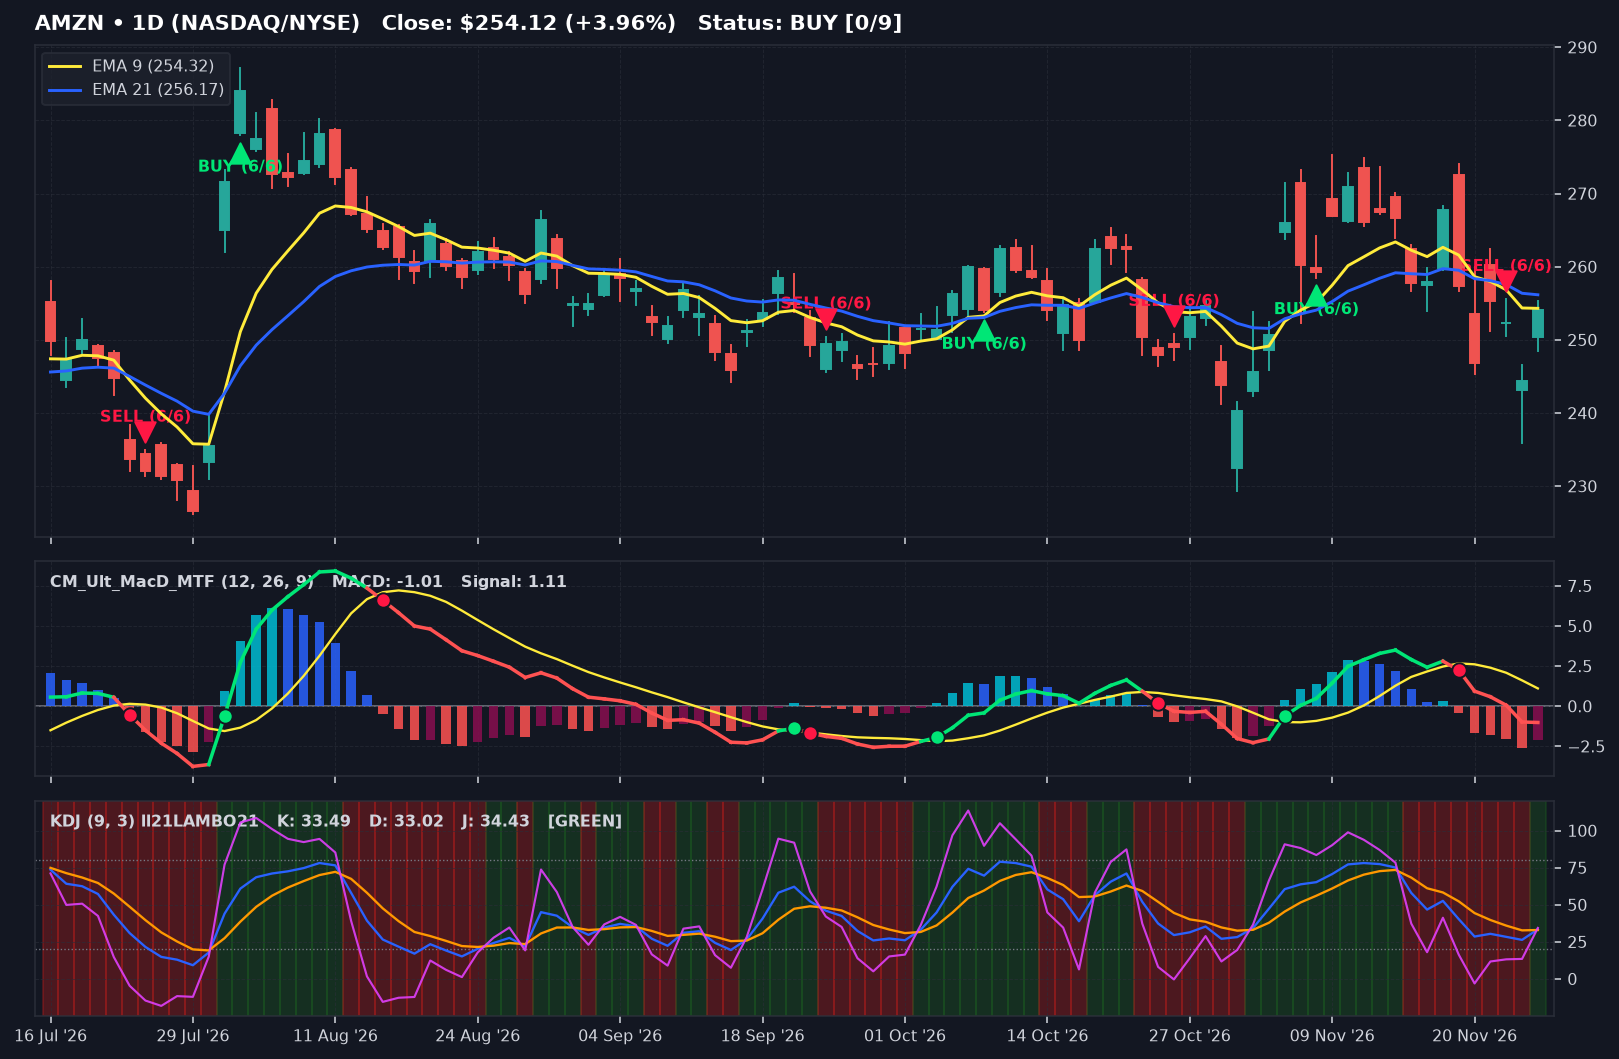 AMZN • 1D (NASDAQ/NYSE)   Close: $254.12 (+3.96%)   Status: BUY [0/9]
EMA 9 (254.32)
EMA 21 (256.17)
290
280
270
260
250
240
230
BUY (6/6)
SELL (6/6)
SELL (6/6)
BUY (6/6)
SELL (6/6)
BUY (6/6)
SELL (6/6)
CM_Ult_MacD_MTF (12, 26, 9)   MACD: -1.01   Signal: 1.11
7.5
5.0
2.5
0.0
−2.5
KDJ (9, 3) II21LAMBO21   K: 33.49   D: 33.02   J: 34.43   [GREEN]
100
75
50
25
0
16 Jul '26   29 Jul '26   11 Aug '26   24 Aug '26   04 Sep '26   18 Sep '26   01 Oct '26   14 Oct '26   27 Oct '26   09 Nov '26   20 Nov '26